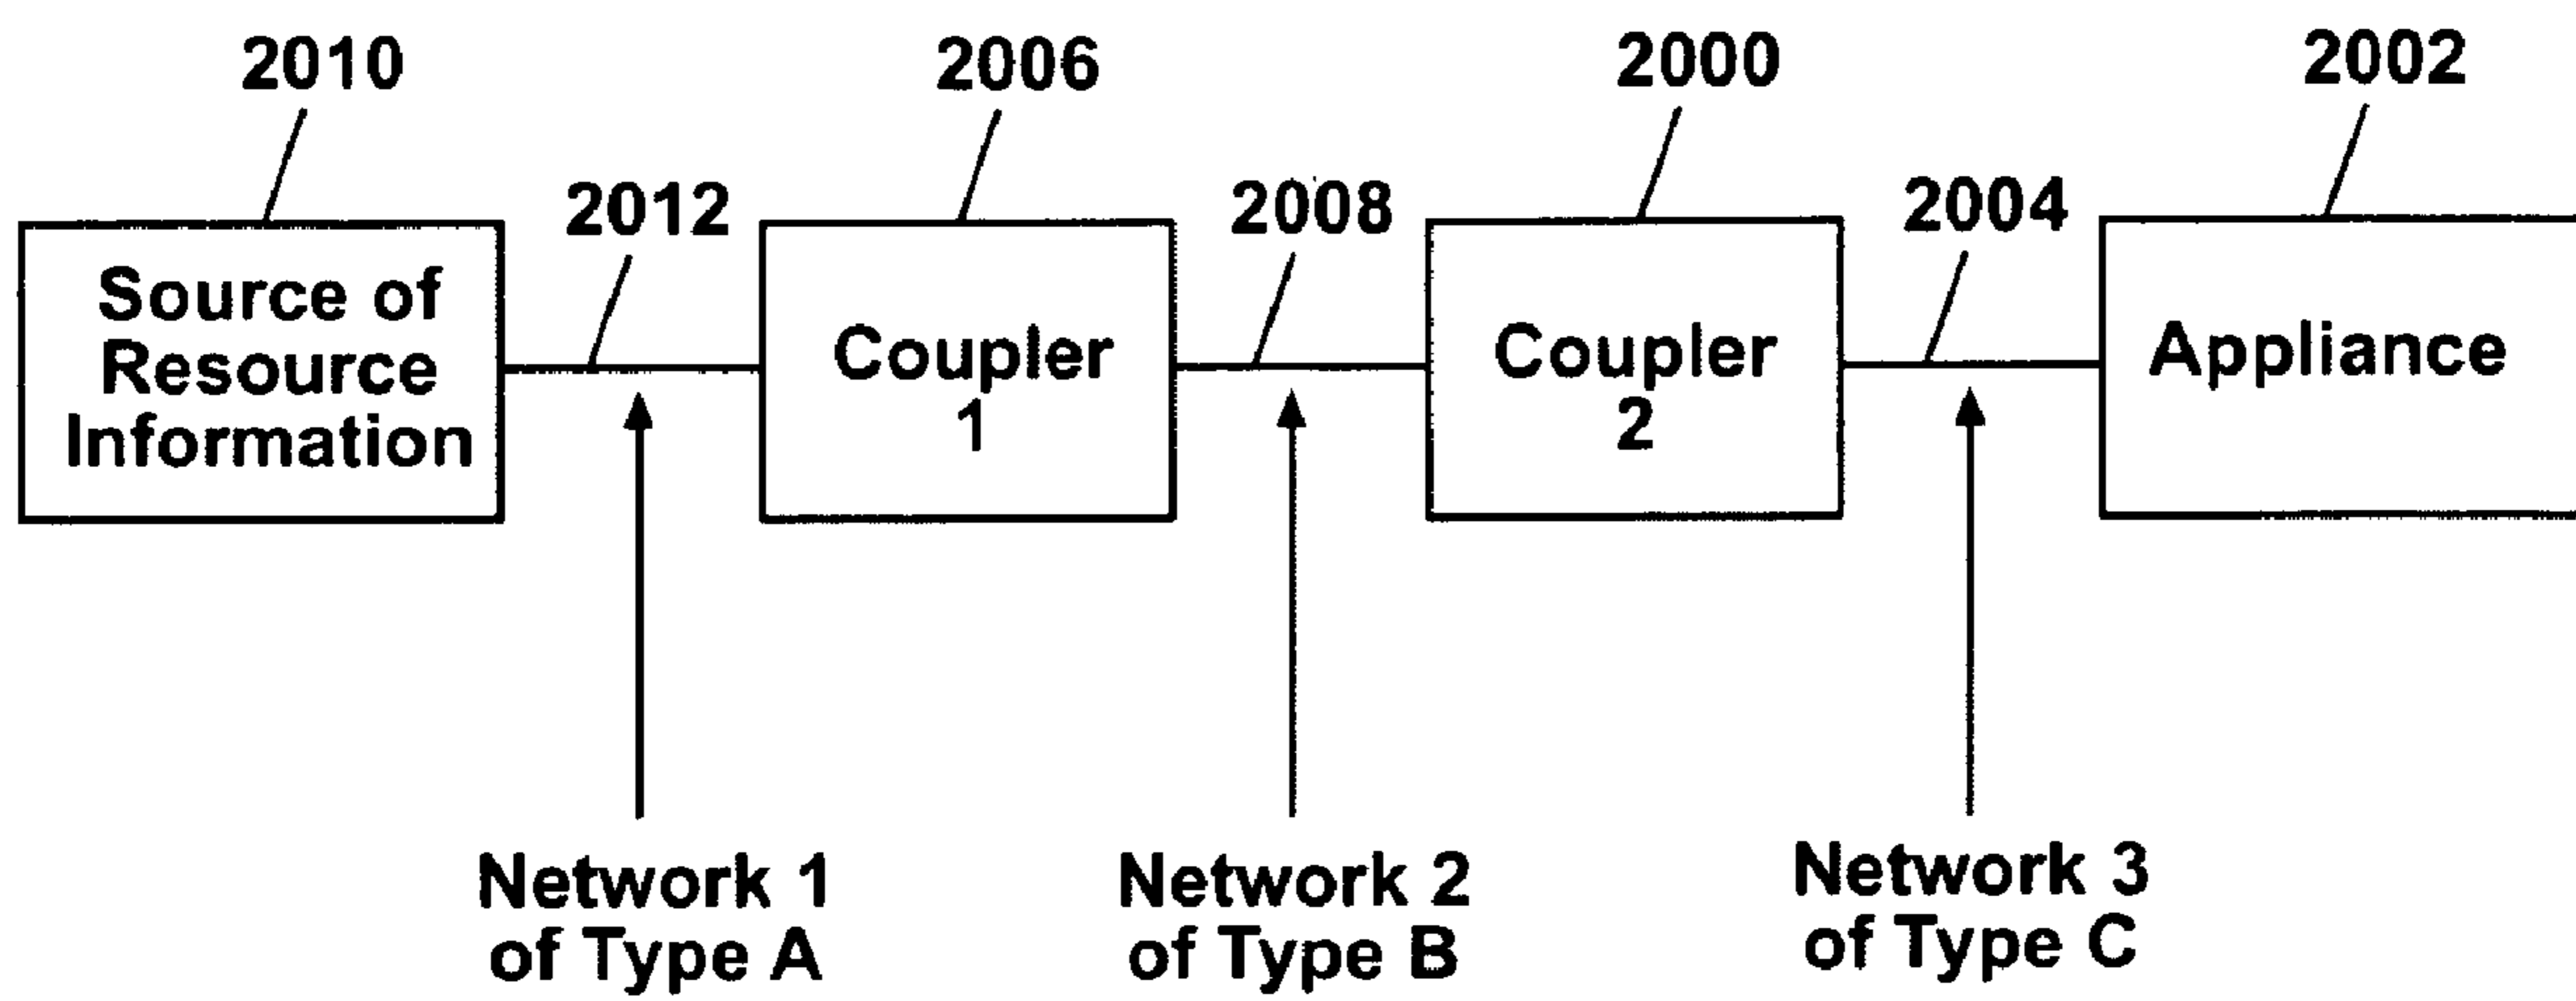 2010
2006
2000
2002
2012
2008
2004
Source of
Resource
Information
Coupler
1
Coupler
2
Appliance
Network 1
of Type A
Network 2
of Type B
Network 3
of Type C